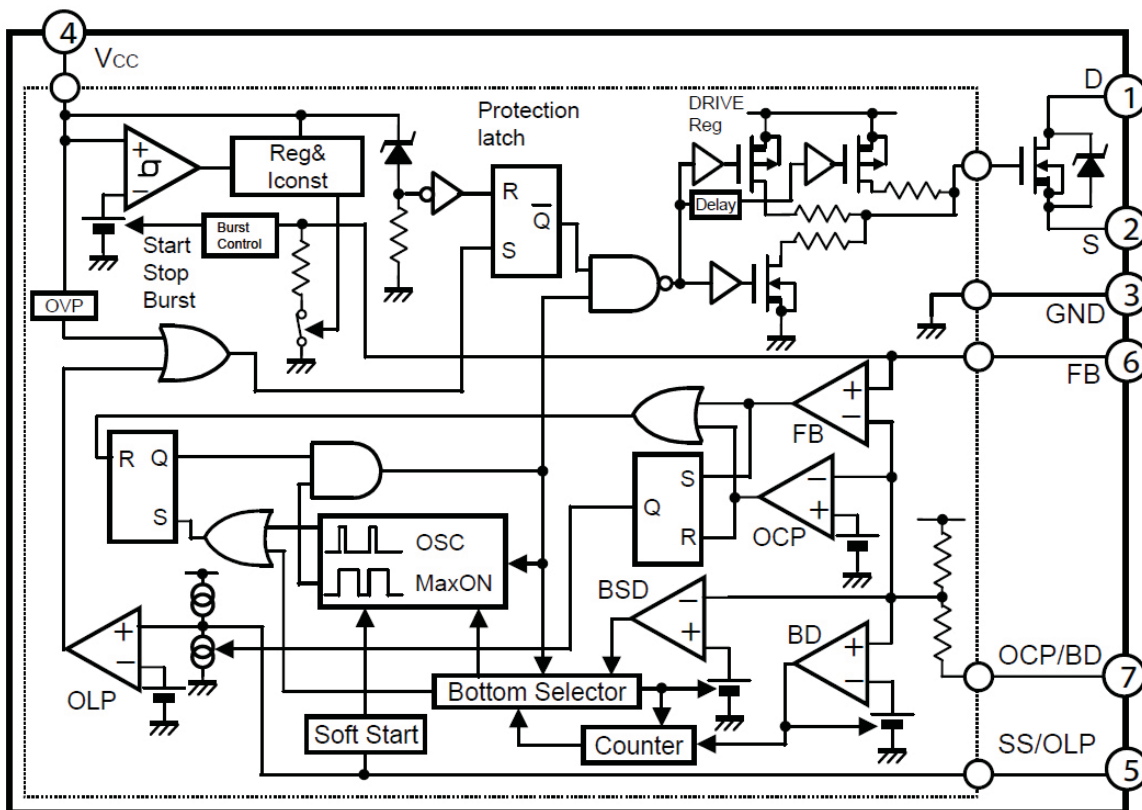 4
VCC
D
1
Protection
latch
DRIVE
Reg
+
−
Reg&
Iconst
R
Q
S
Delay
2
S
Burst
Control
Start
Stop
Burst
OVP
3
GND
6
FB
+
−
FB
R
Q
S
S
Q
R
−
+
OCP
OSC
MaxON
BSD
−
+
BD
+
−
+
−
OLP
OCP/BD
7
Bottom Selector
Soft Start
Counter
SS/OLP
5